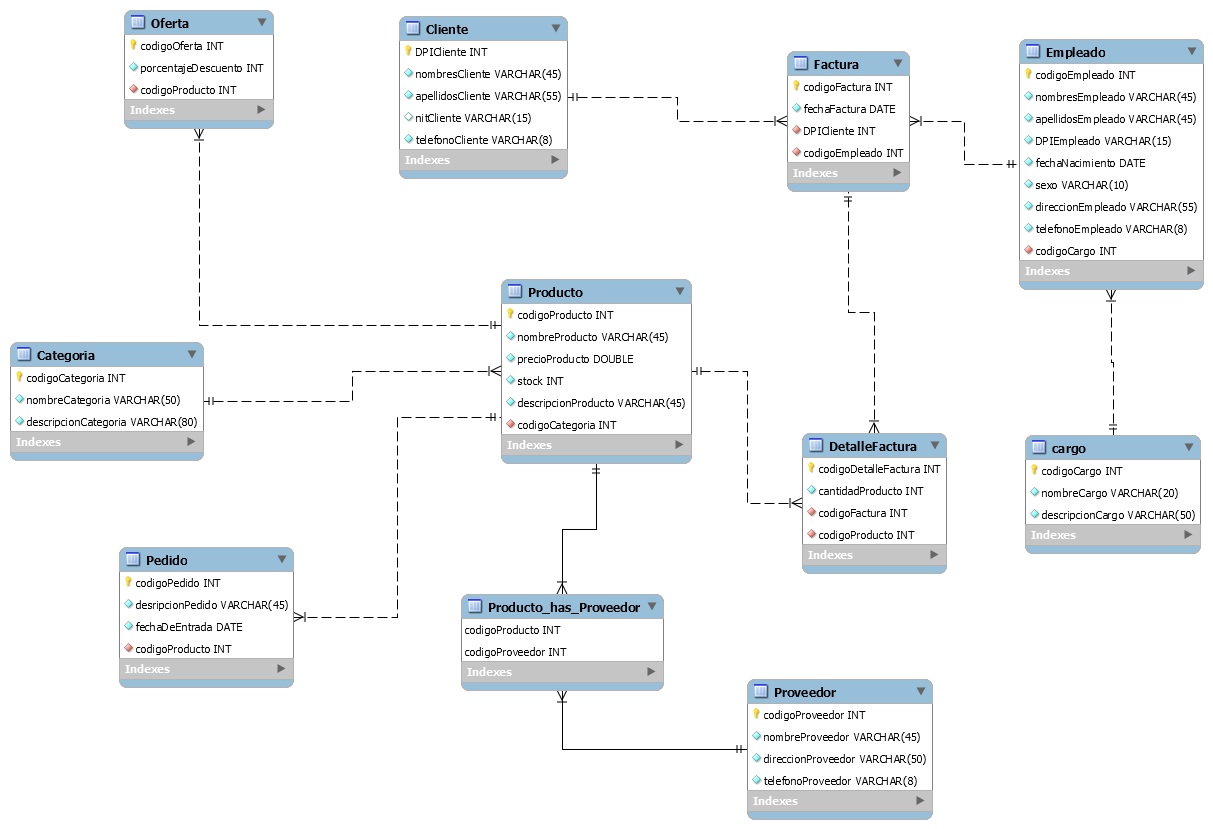 Oferta
codigoOferta INT
porcentajeDescuento INT
codigoProducto INT
Indexes
Cliente
DPICliente INT
nombresCliente VARCHAR(45)
apellidosCliente VARCHAR(55)
nitCliente VARCHAR(15)
telefonoCliente VARCHAR(8)
Indexes
Factura
codigoFactura INT
fechaFactura DATE
DPICliente INT
codigoEmpleado INT
Indexes
Empleado
codigoEmpleado INT
nombresEmpleado VARCHAR(45)
apellidosEmpleado VARCHAR(45)
DPIEmpleado VARCHAR(15)
fechaNacimiento DATE
sexo VARCHAR(10)
direccionEmpleado VARCHAR(55)
telefonoEmpleado VARCHAR(8)
codigoCargo INT
Indexes
Producto
codigoProducto INT
nombreProducto VARCHAR(45)
precioProducto DOUBLE
stock INT
descripcionProducto VARCHAR(45)
codigoCategoria INT
Indexes
Categoria
codigoCategoria INT
nombreCategoria VARCHAR(50)
descripcionCategoria VARCHAR(80)
Indexes
DetalleFactura
codigoDetalleFactura INT
cantidadProducto INT
codigoFactura INT
codigoProducto INT
Indexes
cargo
codigoCargo INT
nombreCargo VARCHAR(20)
descripcionCargo VARCHAR(50)
Indexes
Pedido
codigoPedido INT
desripcionPedido VARCHAR(45)
fechaDeEntrada DATE
codigoProducto INT
Indexes
Producto_has_Proveedor
codigoProducto INT
codigoProveedor INT
Indexes
Proveedor
codigoProveedor INT
nombreProveedor VARCHAR(45)
direccionProveedor VARCHAR(50)
telefonoProveedor VARCHAR(8)
Indexes